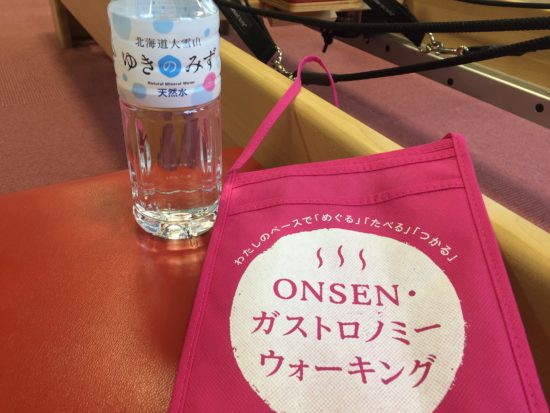 北海道大雪山
ゆきのみず
Natural Mineral Water
天然水
わたしのペースで「めぐる」「たべる」「つかる」
ONSEN・
ガストロノミー
ウォーキング